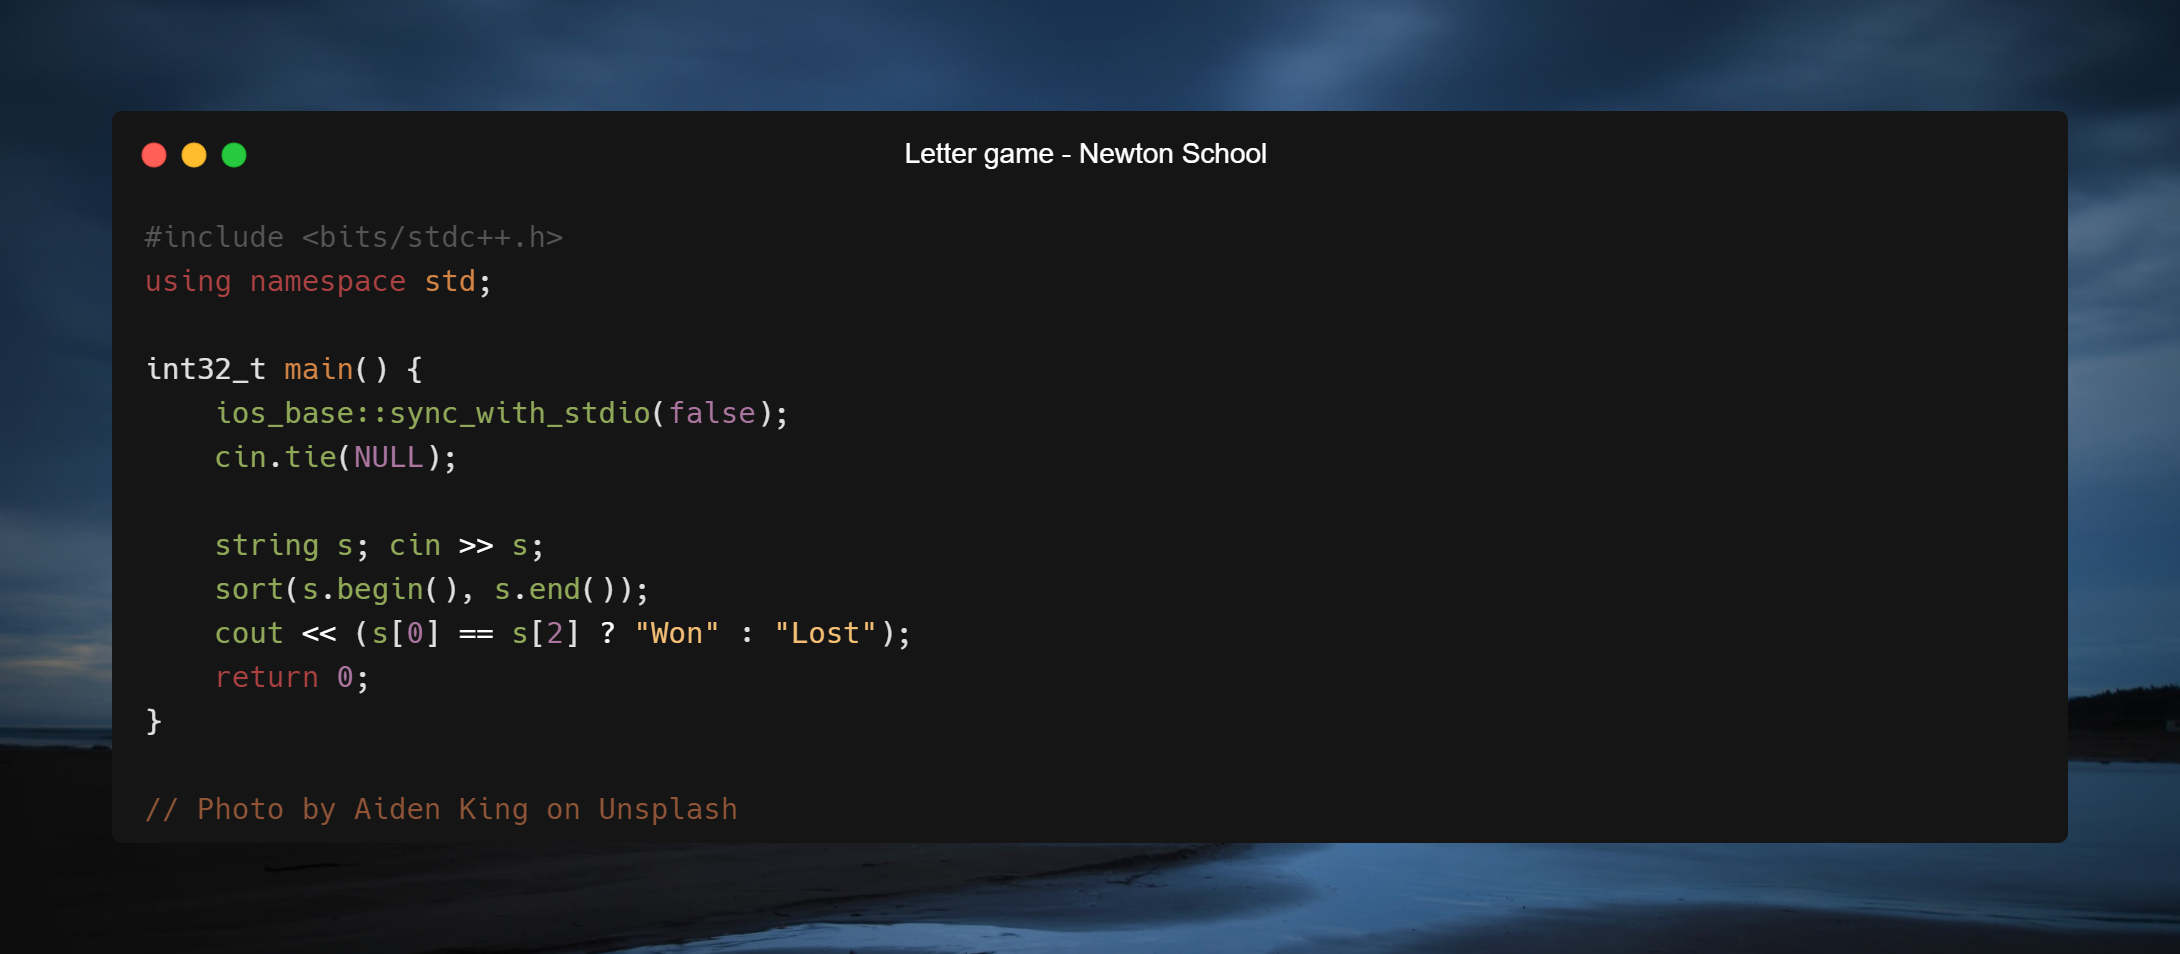 Letter game - Newton School
#include <bits/stdc++.h>
using namespace std;
int32_t main() {
    ios_base::sync_with_stdio(false);
    cin.tie(NULL);
    string s; cin >> s;
    sort(s.begin(), s.end());
    cout << (s[0] == s[2] ? "Won" : "Lost");
    return 0;
}
// Photo by Aiden King on Unsplash